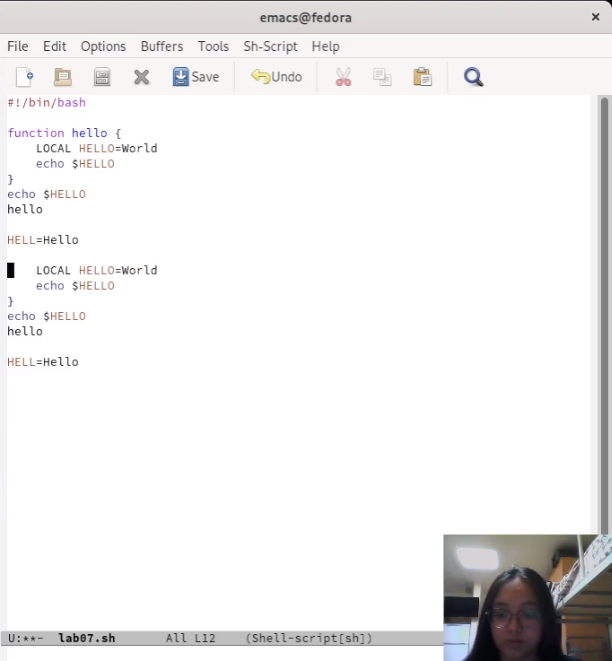 emacs@fedora
×
File Edit Options Buffers Tools Sh-Script Help
Save Undo
#!/bin/bash
function hello {
    LOCAL HELLO=World
    echo $HELLO
}
echo $HELLO
hello
HELL=Hello
    LOCAL HELLO=World
    echo $HELLO
}
echo $HELLO
hello
HELL=Hello
U:**-  lab07.sh       All L12    (Shell-script[sh])